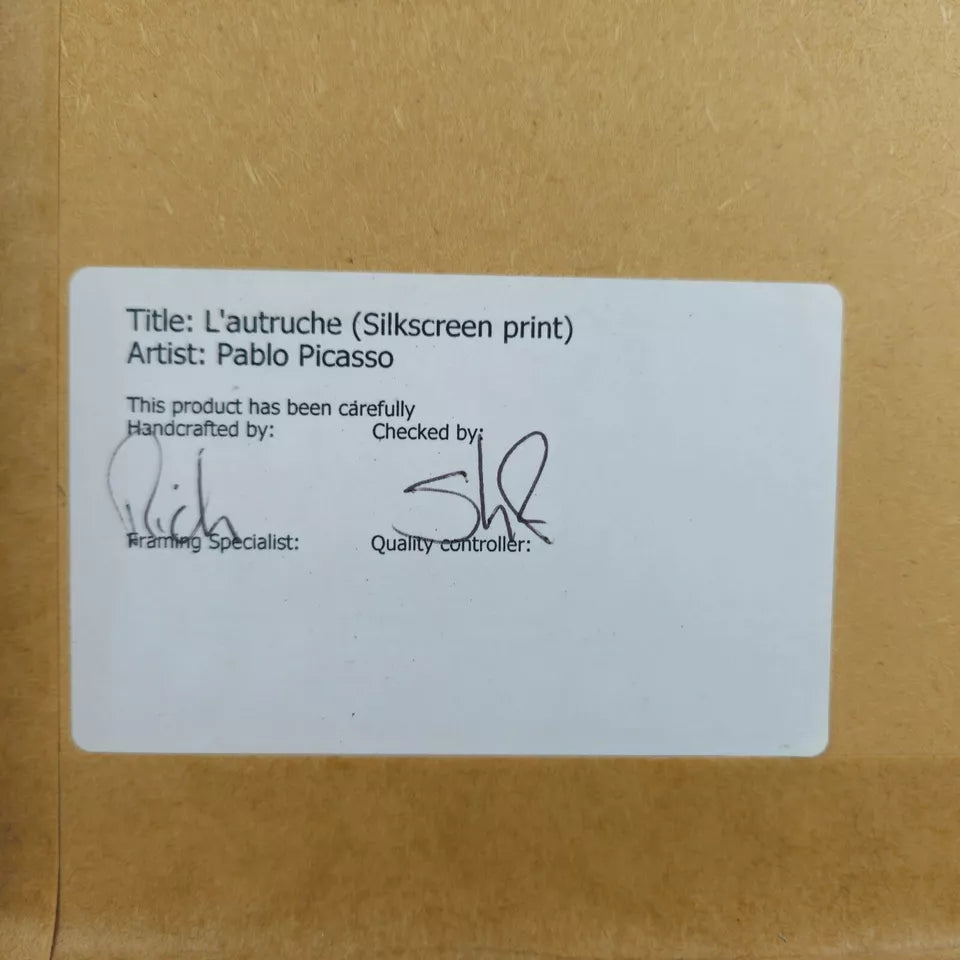 Title: L'autruche (Silkscreen print)
Artist: Pablo Picasso
This product has been carefully
Handcrafted by: Checked by:
Rich
Framing Specialist: Quality controller: